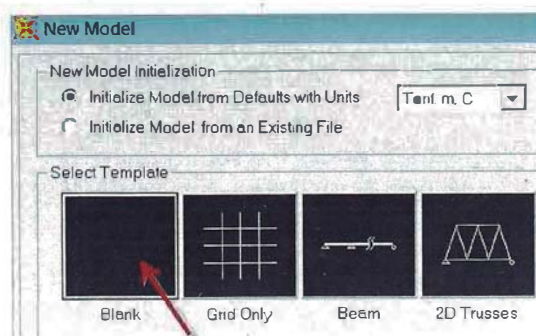 New Model
New Model Initialization
Initialize Model from Defaults with Units
Tonf, m, C
Initialize Model from an Existing File
Select Template
Blank
Grid Only
Beam
2D Trusses